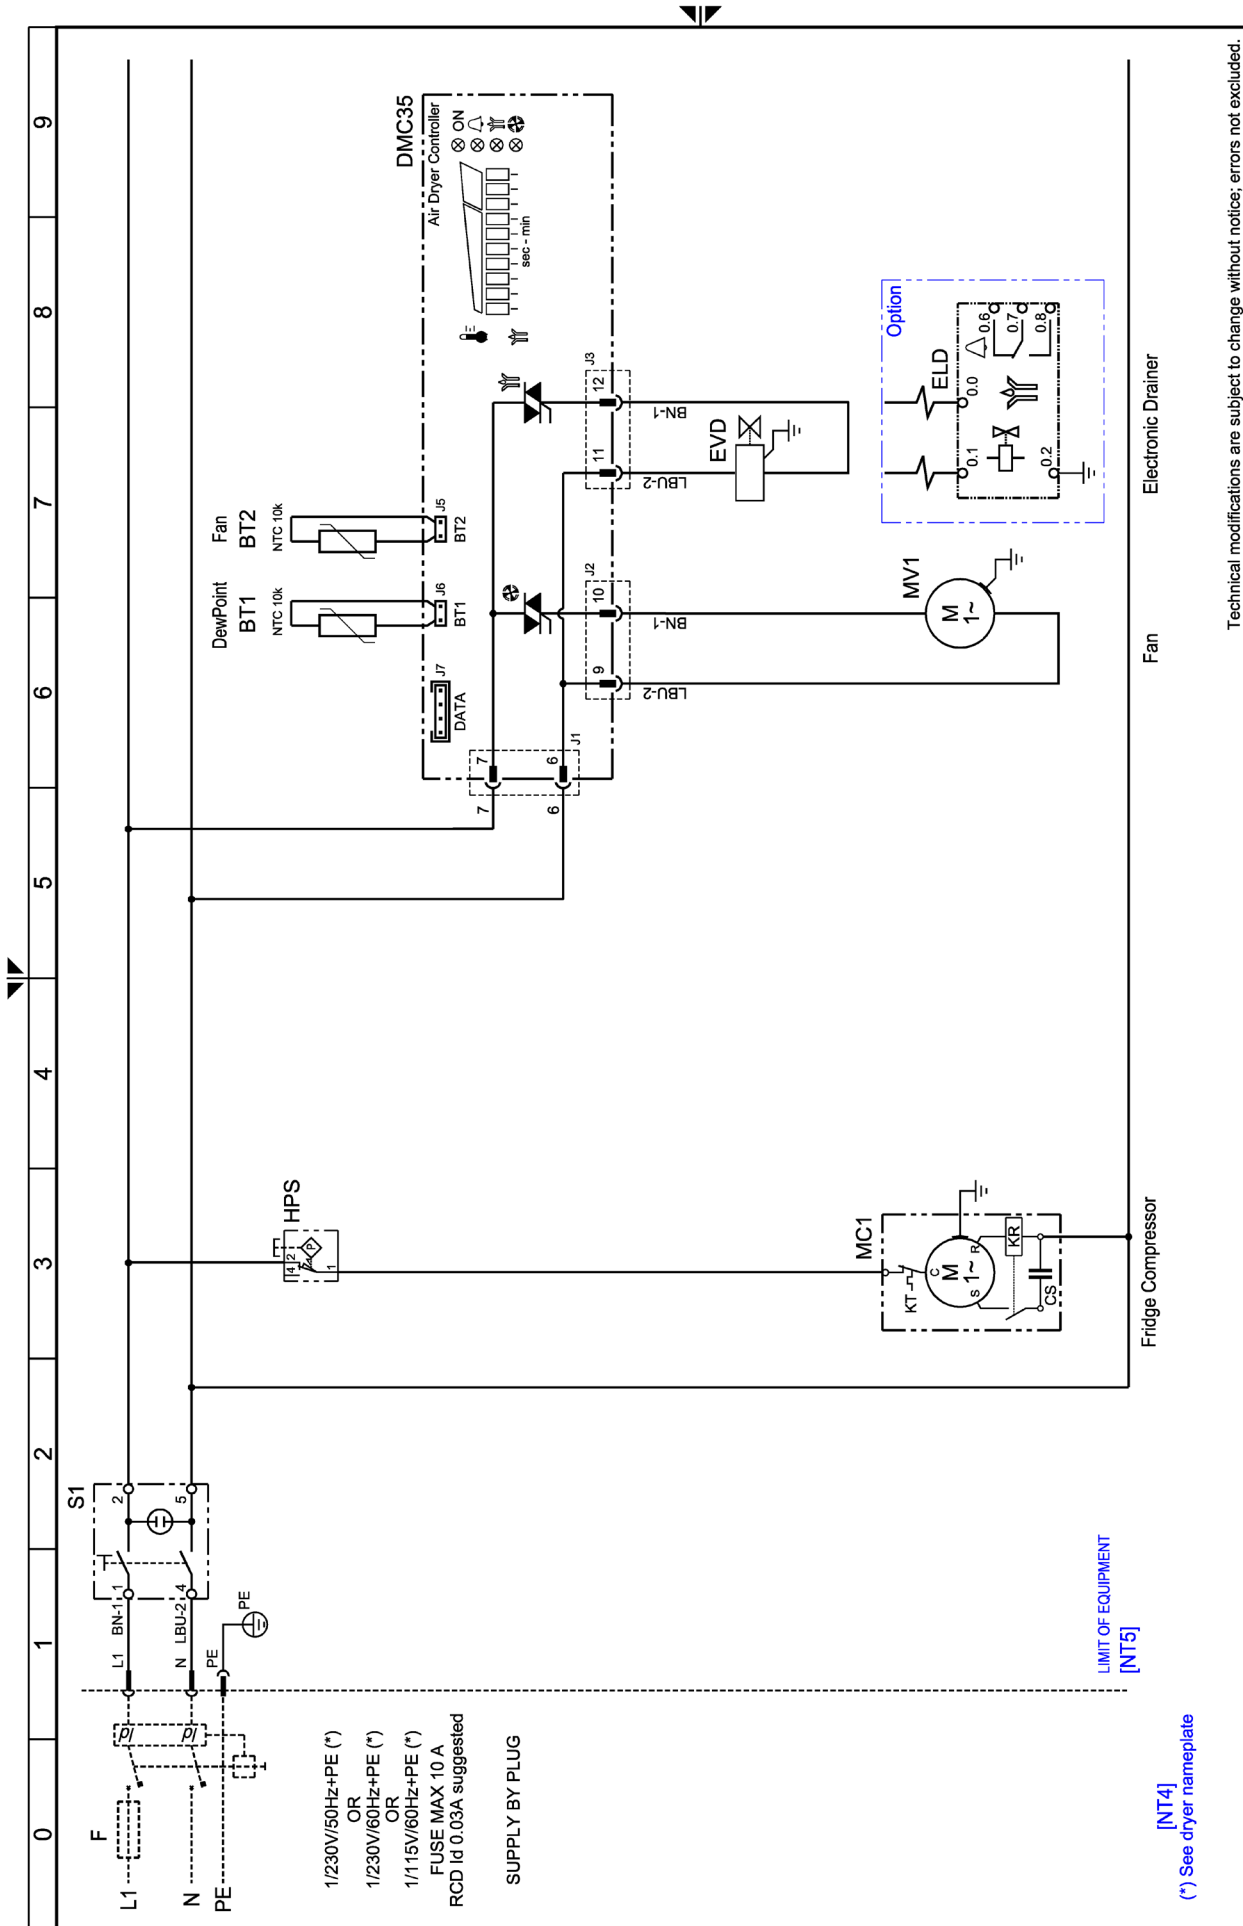 0 1 2 3 4 5 6 7 8 9
F
L1
N
PE
L1
N
PE
PE
BN-1
LBU-2
S1
1
2
4
5
Id
Id
1/230V/50Hz+PE (*)
OR
1/230V/60Hz+PE (*)
OR
1/115V/60Hz+PE (*)
FUSE MAX 10 A
RCD Id 0.03A suggested
SUPPLY BY PLUG
LIMIT OF EQUIPMENT
[NT5]
[NT4]
(*) See dryer nameplate
HPS
P
4
2
1
MC1
KT
C
M
1~
S
R
KR
CS
Fridge Compressor
DewPoint
BT1
NTC 10k
Fan
BT2
NTC 10k
DMC35
Air Dryer Controller
ON
sec - min
J7
DATA
J6
BT1
J5
BT2
7
7
6
6
J1
9
10
J2
11
12
J3
LBU-2
BN-1
LBU-2
BN-1
EVD
MV1
M
1~
Fan
Option
ELD
0.1
0.0
0.2
0.6
0.7
0.8
Electronic Drainer
Technical modifications are subject to change without notice; errors not excluded.